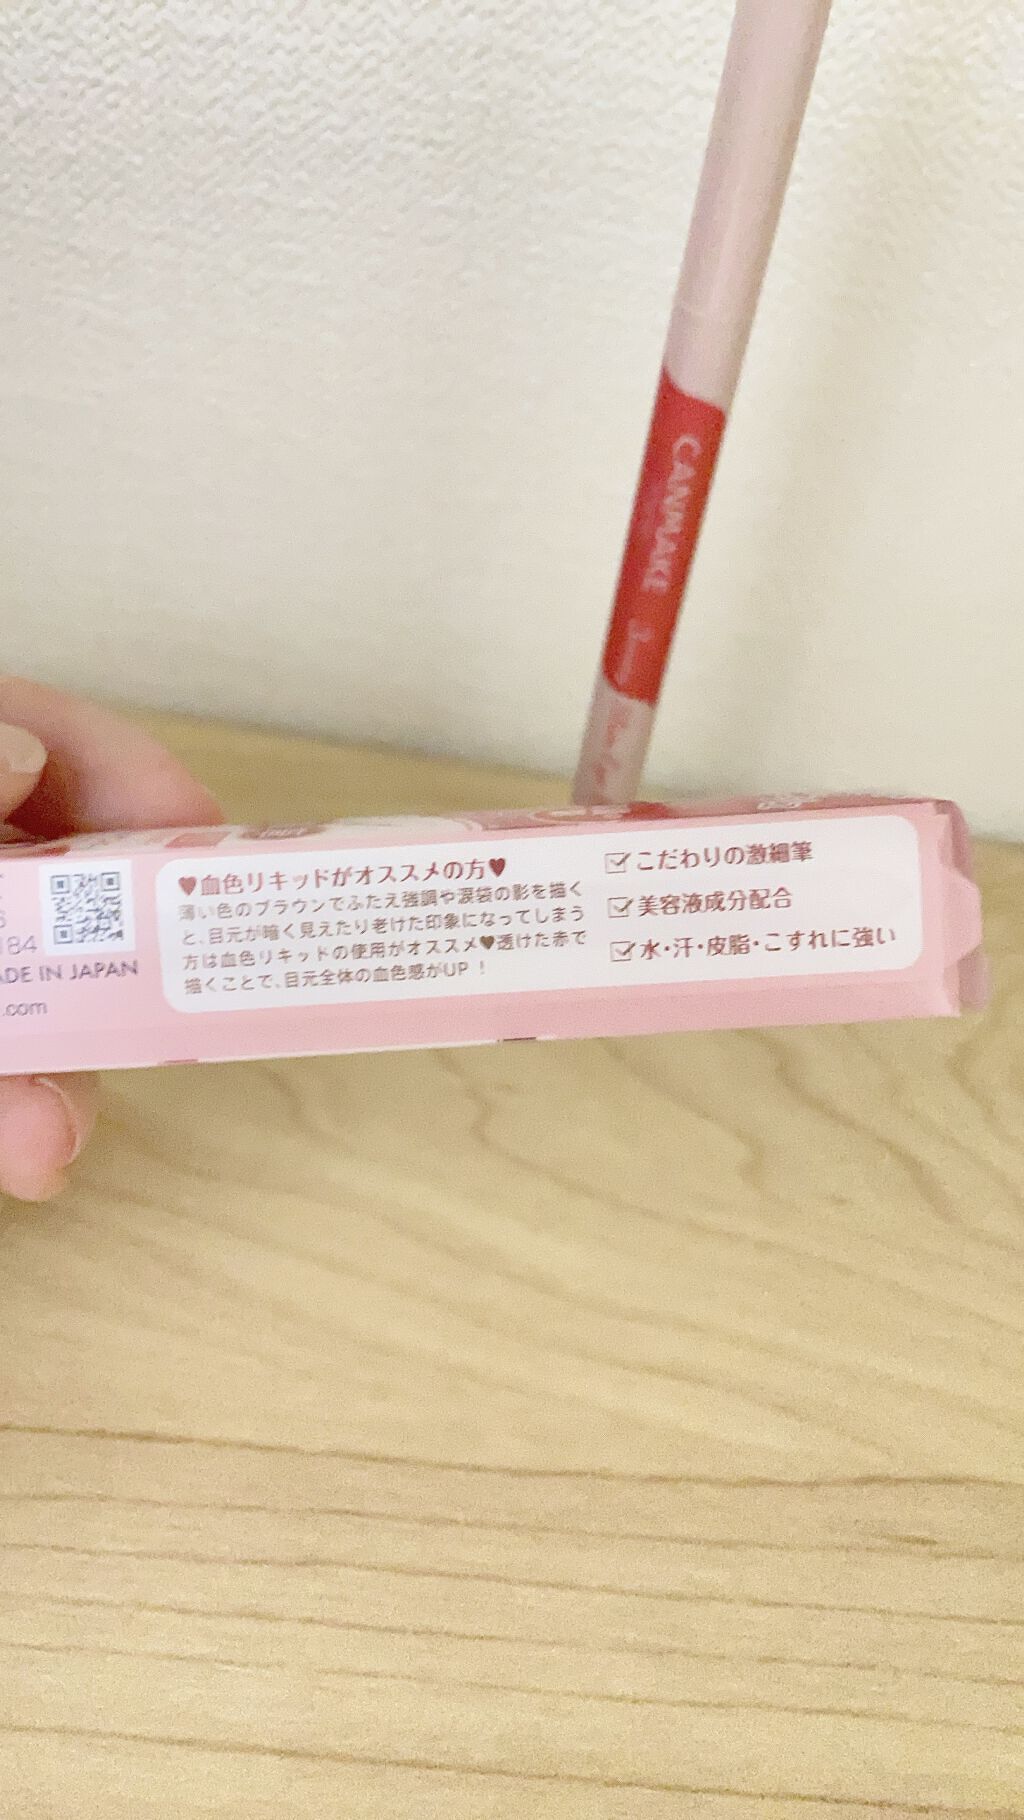 CANMAKE
184
MADE IN JAPAN
.com
♥血色リキッドがオススメの方♥
薄い色のブラウンでふたえ強調や涙袋の影を描く
と、目元が暗く見えたり老けた印象になってしまう
方は血色リキッドの使用がオススメ♥透けた赤で
描くことで、目元全体の血色感がUP！
☑こだわりの激細筆
☑美容液成分配合
☑水・汗・皮脂・こすれに強い